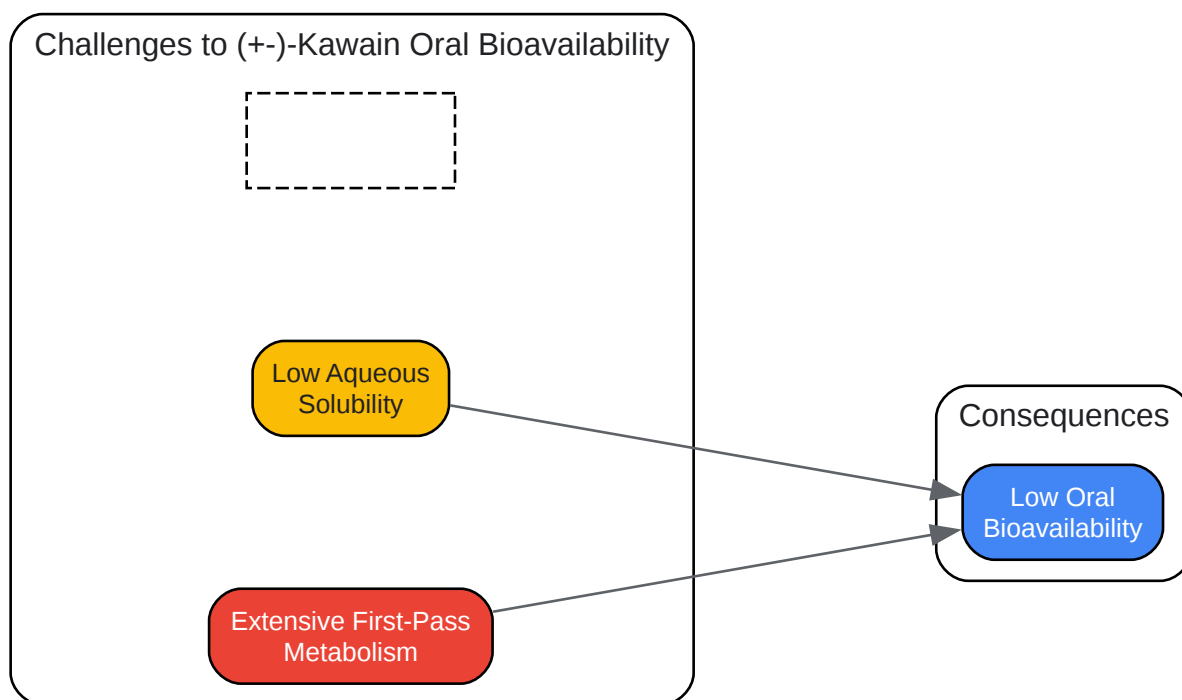 Challenges to (+-)-Kawain Oral Bioavailability
Low Aqueous
Solubility
Consequences
Low Oral
Bioavailability
Extensive First-Pass
Metabolism